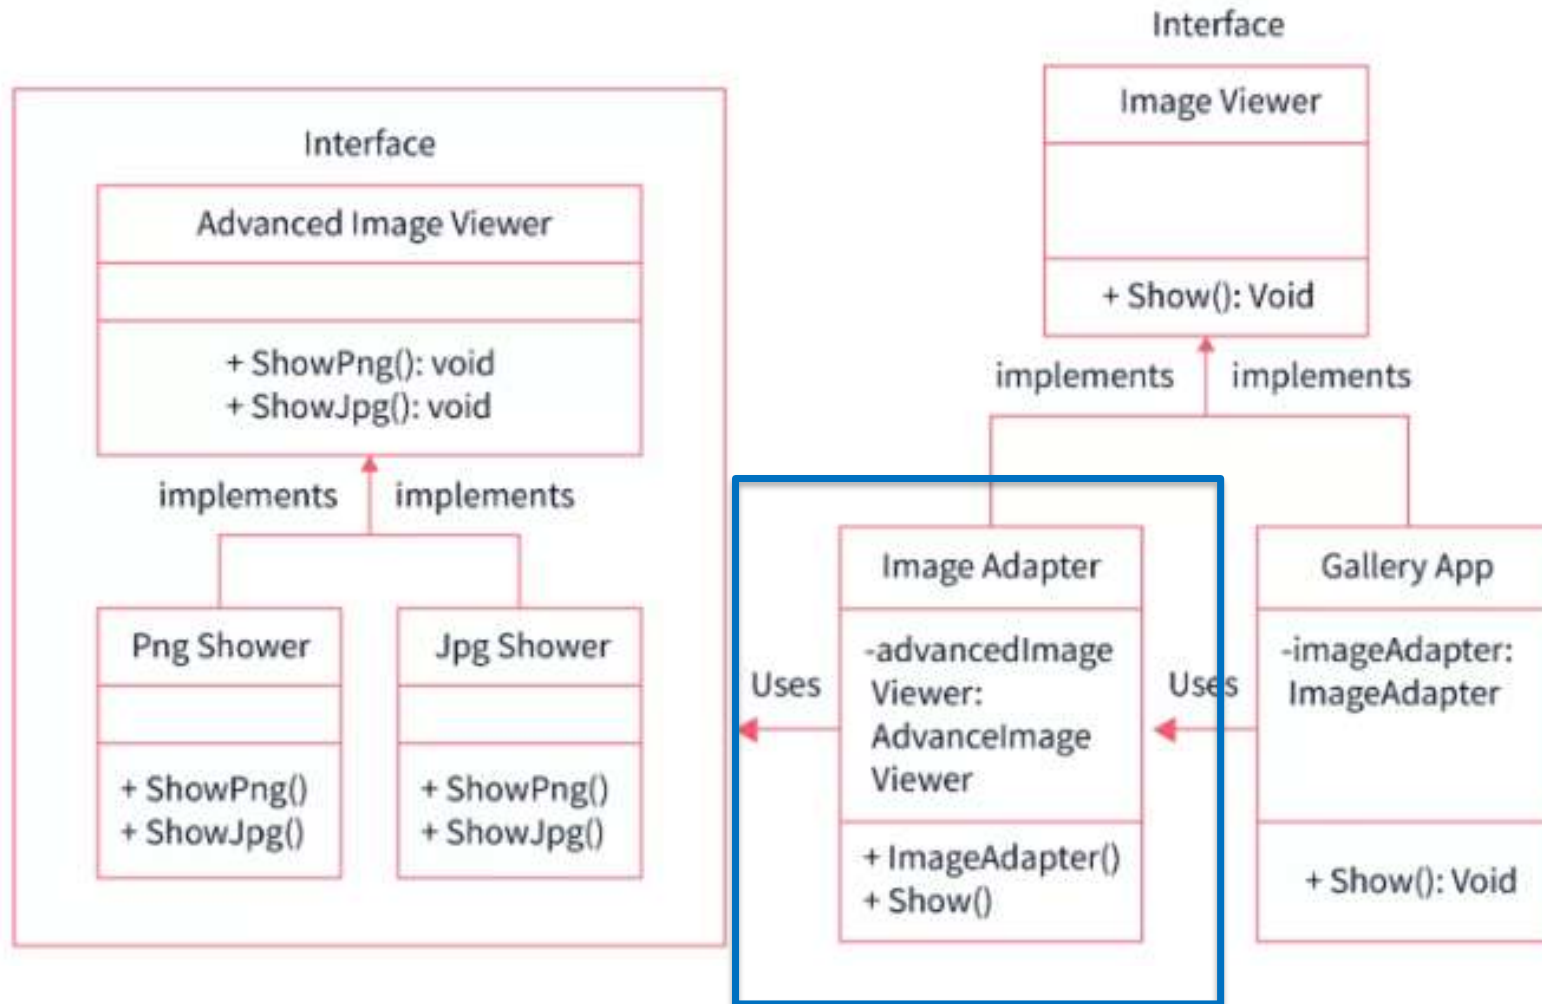 Interface
Advanced Image Viewer
+ ShowPng(): void
+ ShowJpg(): void
implements
implements
Png Shower
+ ShowPng()
+ ShowJpg()
Jpg Shower
+ ShowPng()
+ ShowJpg()
Interface
Image Viewer
+ Show(): Void
implements
implements
Uses
Image Adapter
-advancedImage
Viewer:
AdvanceImage
Viewer
+ ImageAdapter()
+ Show()
Uses
Gallery App
-imageAdapter:
ImageAdapter
+ Show(): Void